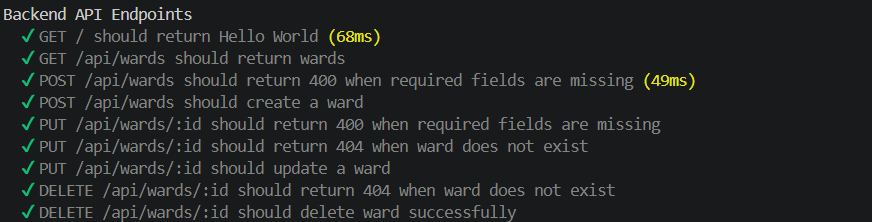 Backend API Endpoints
✓ GET / should return Hello World (68ms)
✓ GET /api/wards should return wards
✓ POST /api/wards should return 400 when required fields are missing (49ms)
✓ POST /api/wards should create a ward
✓ PUT /api/wards/:id should return 400 when required fields are missing
✓ PUT /api/wards/:id should return 404 when ward does not exist
✓ PUT /api/wards/:id should update a ward
✓ DELETE /api/wards/:id should return 404 when ward does not exist
✓ DELETE /api/wards/:id should delete ward successfully